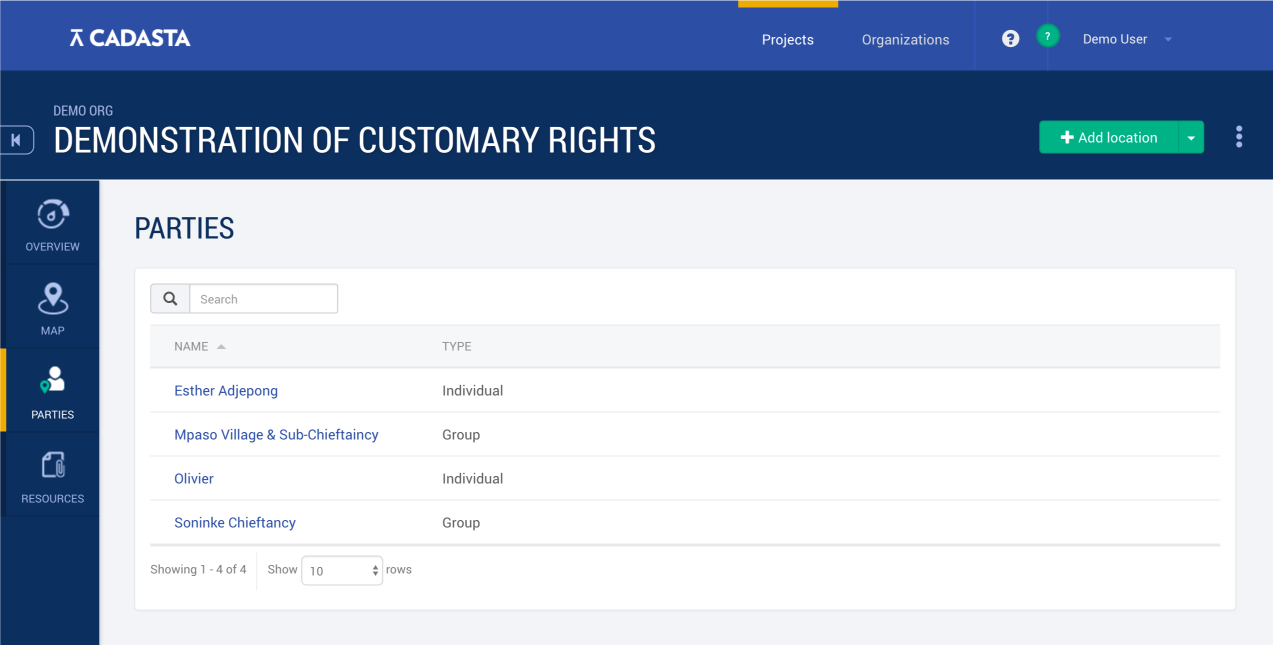 CADASTA
Projects
Organizations
?
?
Demo User
DEMO ORG
DEMONSTRATION OF CUSTOMARY RIGHTS
Add location
OVERVIEW
MAP
PARTIES
RESOURCES
PARTIES
Search
NAME TYPE
Esther Adjepong Individual
Mpaso Village & Sub-Chieftaincy Group
Olivier Individual
Soninke Chieftancy Group
Showing 1 - 4 of 4 Show 10 rows